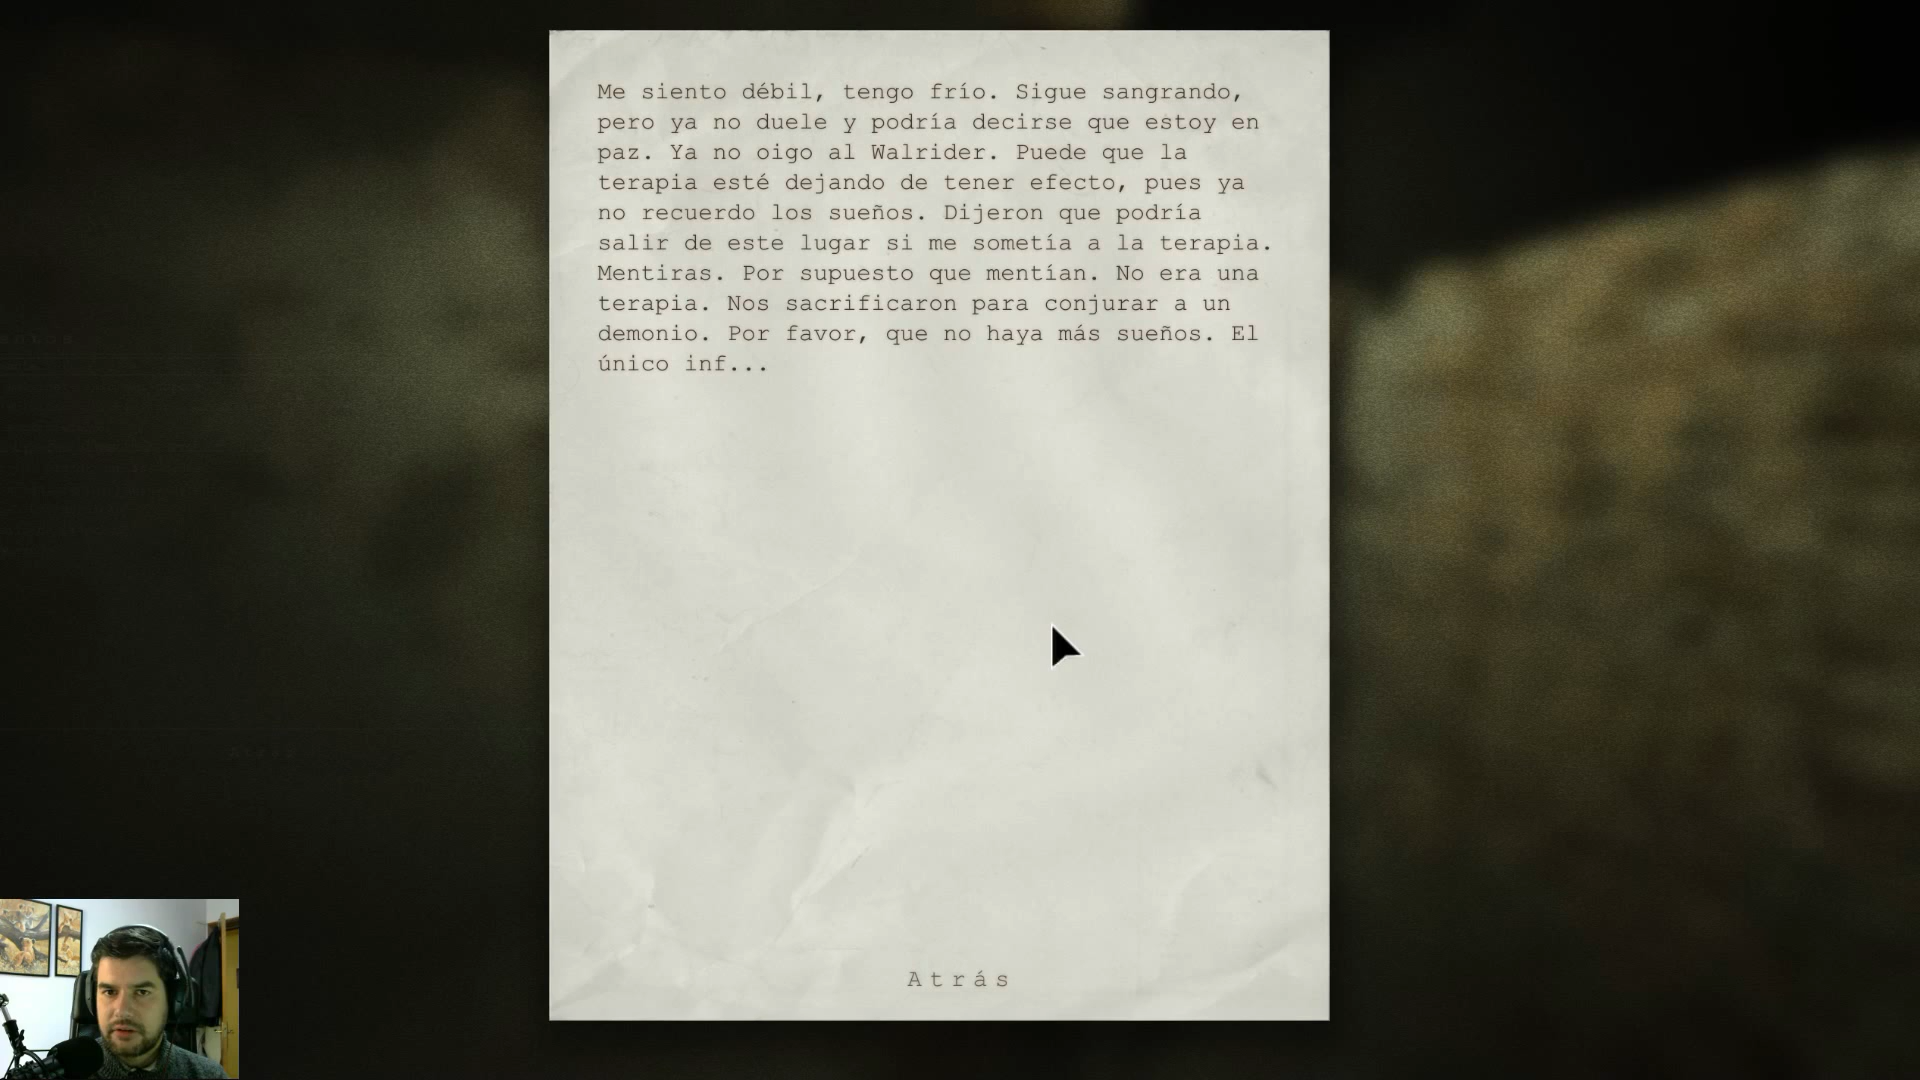 Me siento débil, tengo frío. Sigue sangrando,
pero ya no duele y podría decirse que estoy en
paz. Ya no oigo al Walrider. Puede que la
terapia esté dejando de tener efecto, pues ya
no recuerdo los sueños. Dijeron que podría
salir de este lugar si me sometía a la terapia.
Mentiras. Por supuesto que mentían. No era una
terapia. Nos sacrificaron para conjurar a un
demonio. Por favor, que no haya más sueños. El
único inf...
Atrás